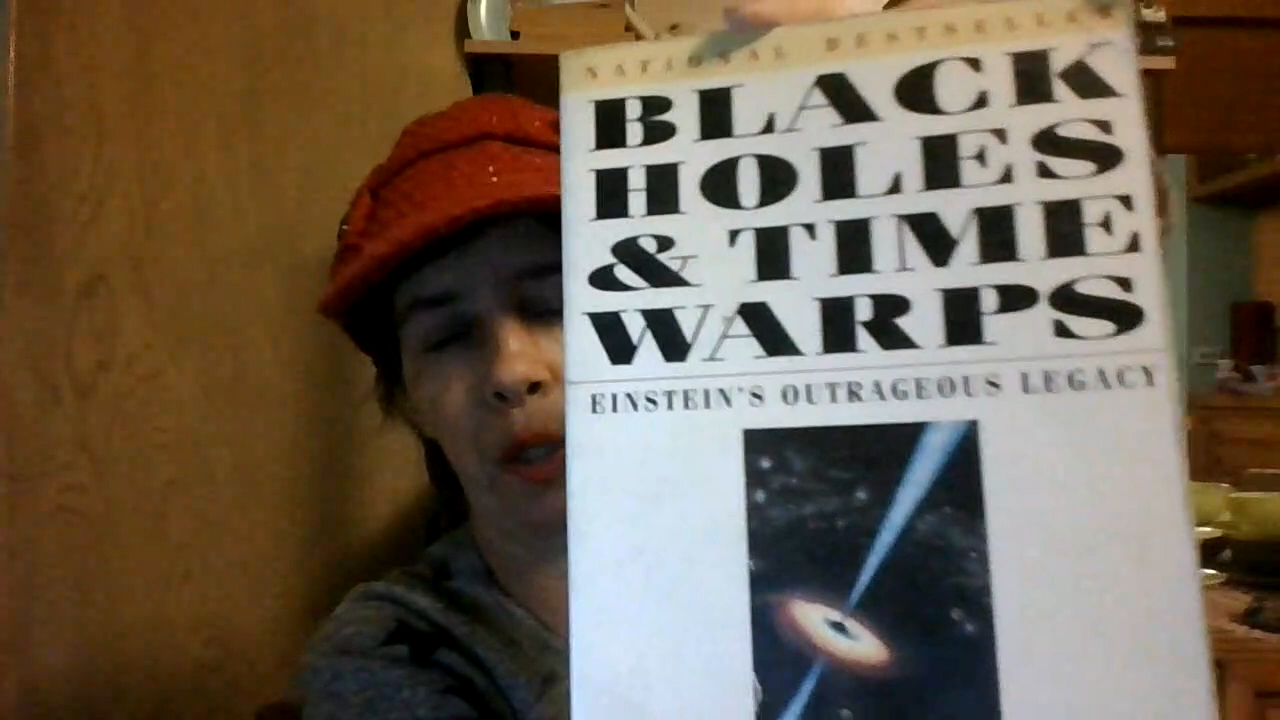 NATIONAL BESTSELLER
BLACK
HOLES
& TIME
WARPS
EINSTEIN'S OUTRAGEOUS LEGACY